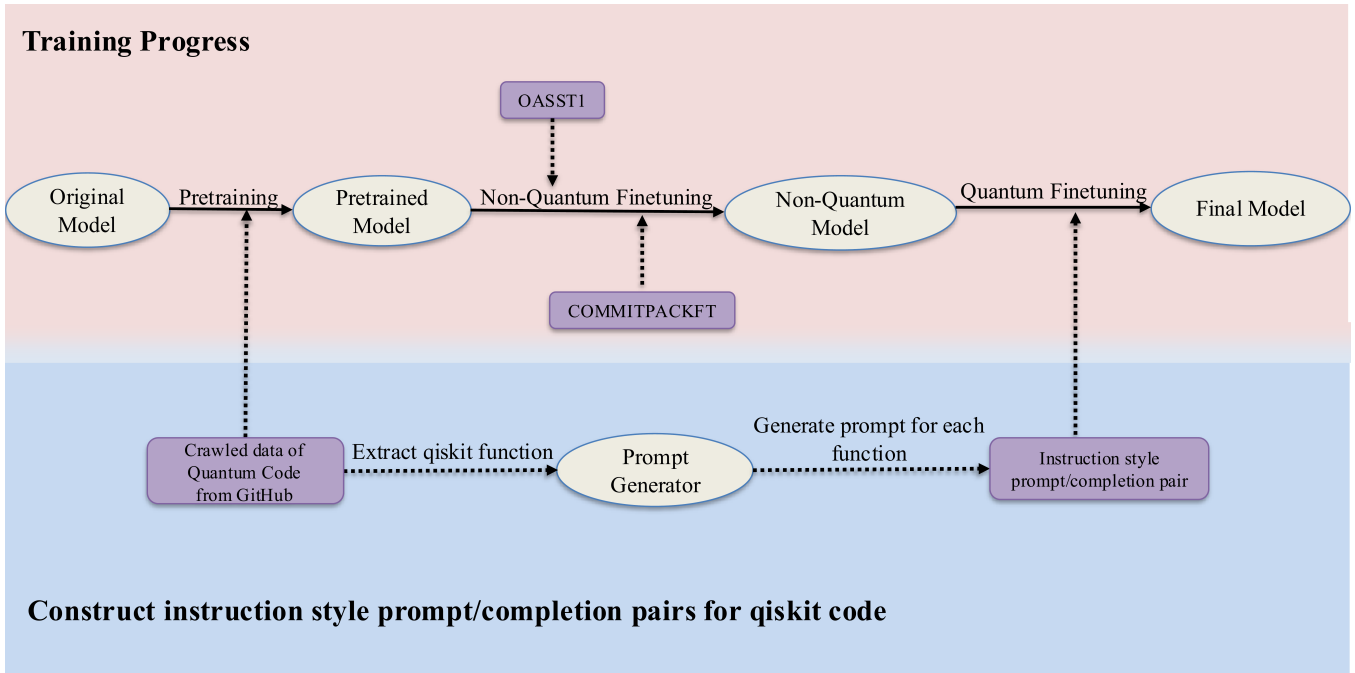 Training Progress
OASST1
Original
Model
Pretraining
Pretrained
Model
Non-Quantum Finetuning
Non-Quantum
Model
Quantum Finetuning
Final Model
COMMITPACKFT
Crawled data of
Quantum Code
from GitHub
Extract qiskit function
Prompt
Generator
Generate prompt for each
function
Instruction style
prompt/completion pair
Construct instruction style prompt/completion pairs for qiskit code